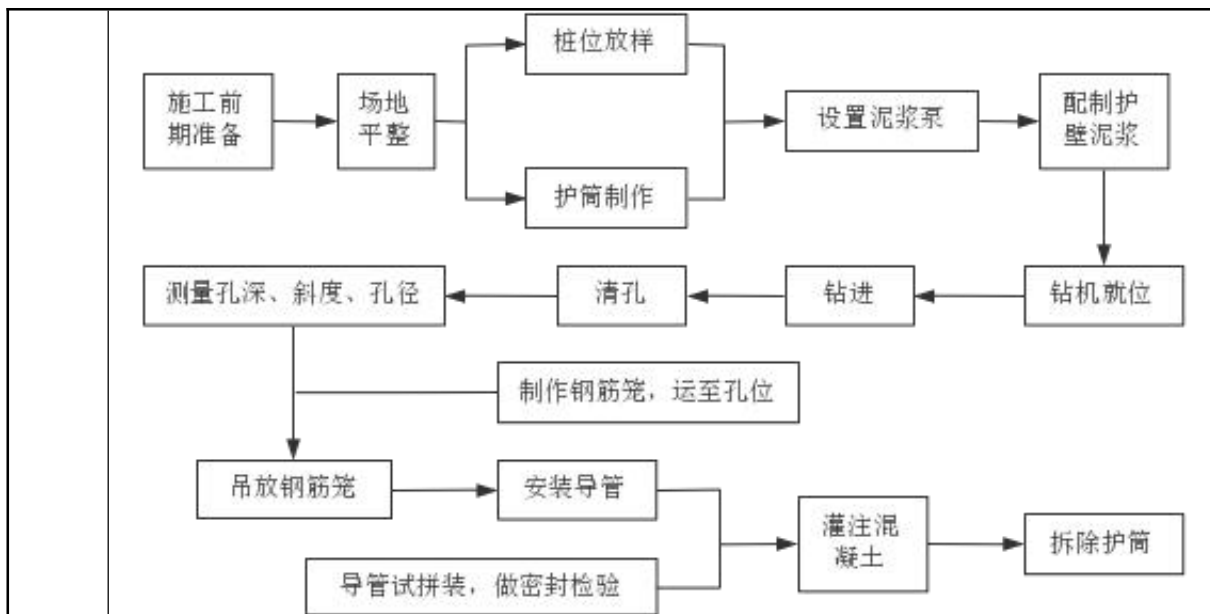 桩位放样
施工前
期准备
场地
平整
设置泥浆泵
配制护
壁泥浆
护筒制作
测量孔深、斜度、孔径
清孔
钻进
钻机就位
制作钢筋笼，运至孔位
吊放钢筋笼
安装导管
灌注混
凝土
拆除护筒
导管试拼装，做密封检验